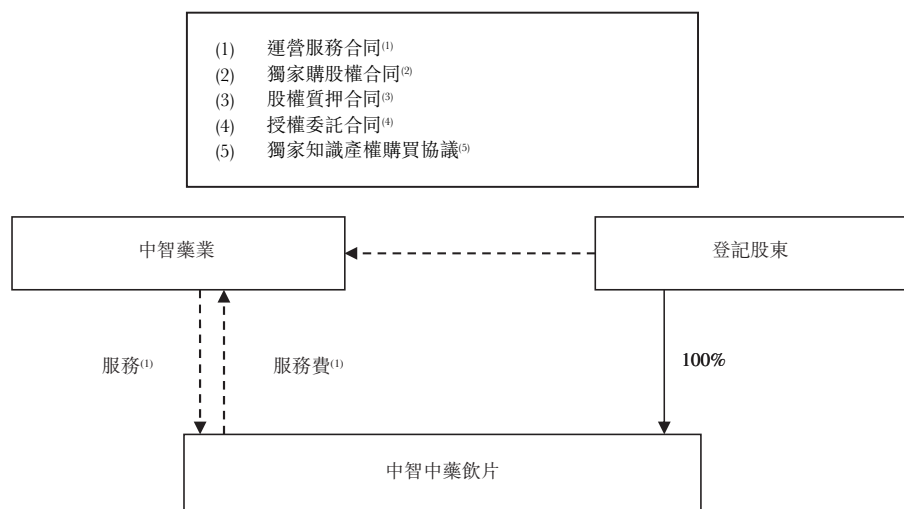 (1) 運營服務合同(1)
(2) 獨家購股權合同(2)
(3) 股權質押合同(3)
(4) 授權委託合同(4)
(5) 獨家知識產權購買協議(5)
中智藥業
登記股東
服務(1)
服務費(1)
100%
中智中藥飲片